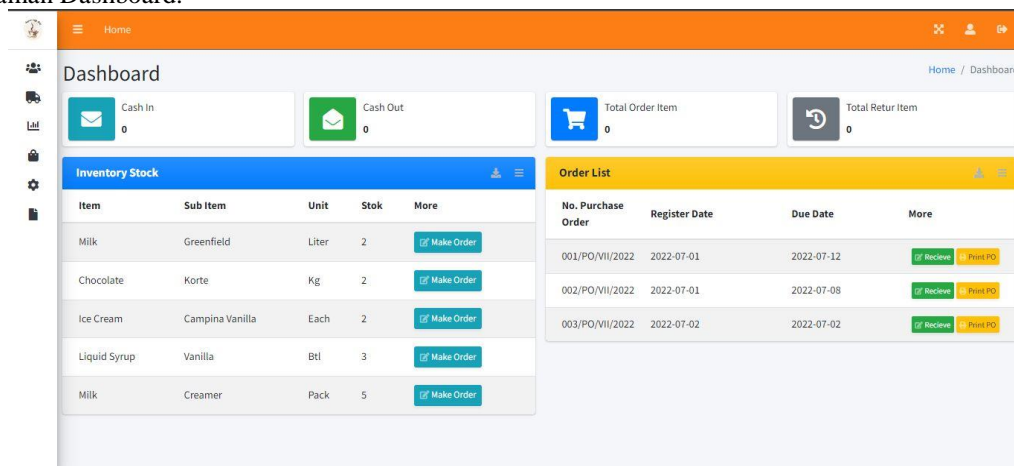 Dashboard.
Home
Dashboard
Home / Dashboar
Cash In
0
Cash Out
0
Total Order Item
0
Total Retur Item
0
Inventory Stock
Item Sub Item Unit Stok More
Milk Greenfield Liter 2 Make Order
Chocolate Korte Kg 2 Make Order
Ice Cream Campina Vanilla Each 2 Make Order
Liquid Syrup Vanilla Btl 3 Make Order
Milk Creamer Pack 5 Make Order
Order List
No. Purchase
Order Register Date Due Date More
001/PO/VII/2022 2022-07-01 2022-07-12 Recieve Print PO
002/PO/VII/2022 2022-07-01 2022-07-08 Recieve Print PO
003/PO/VII/2022 2022-07-02 2022-07-02 Recieve Print PO